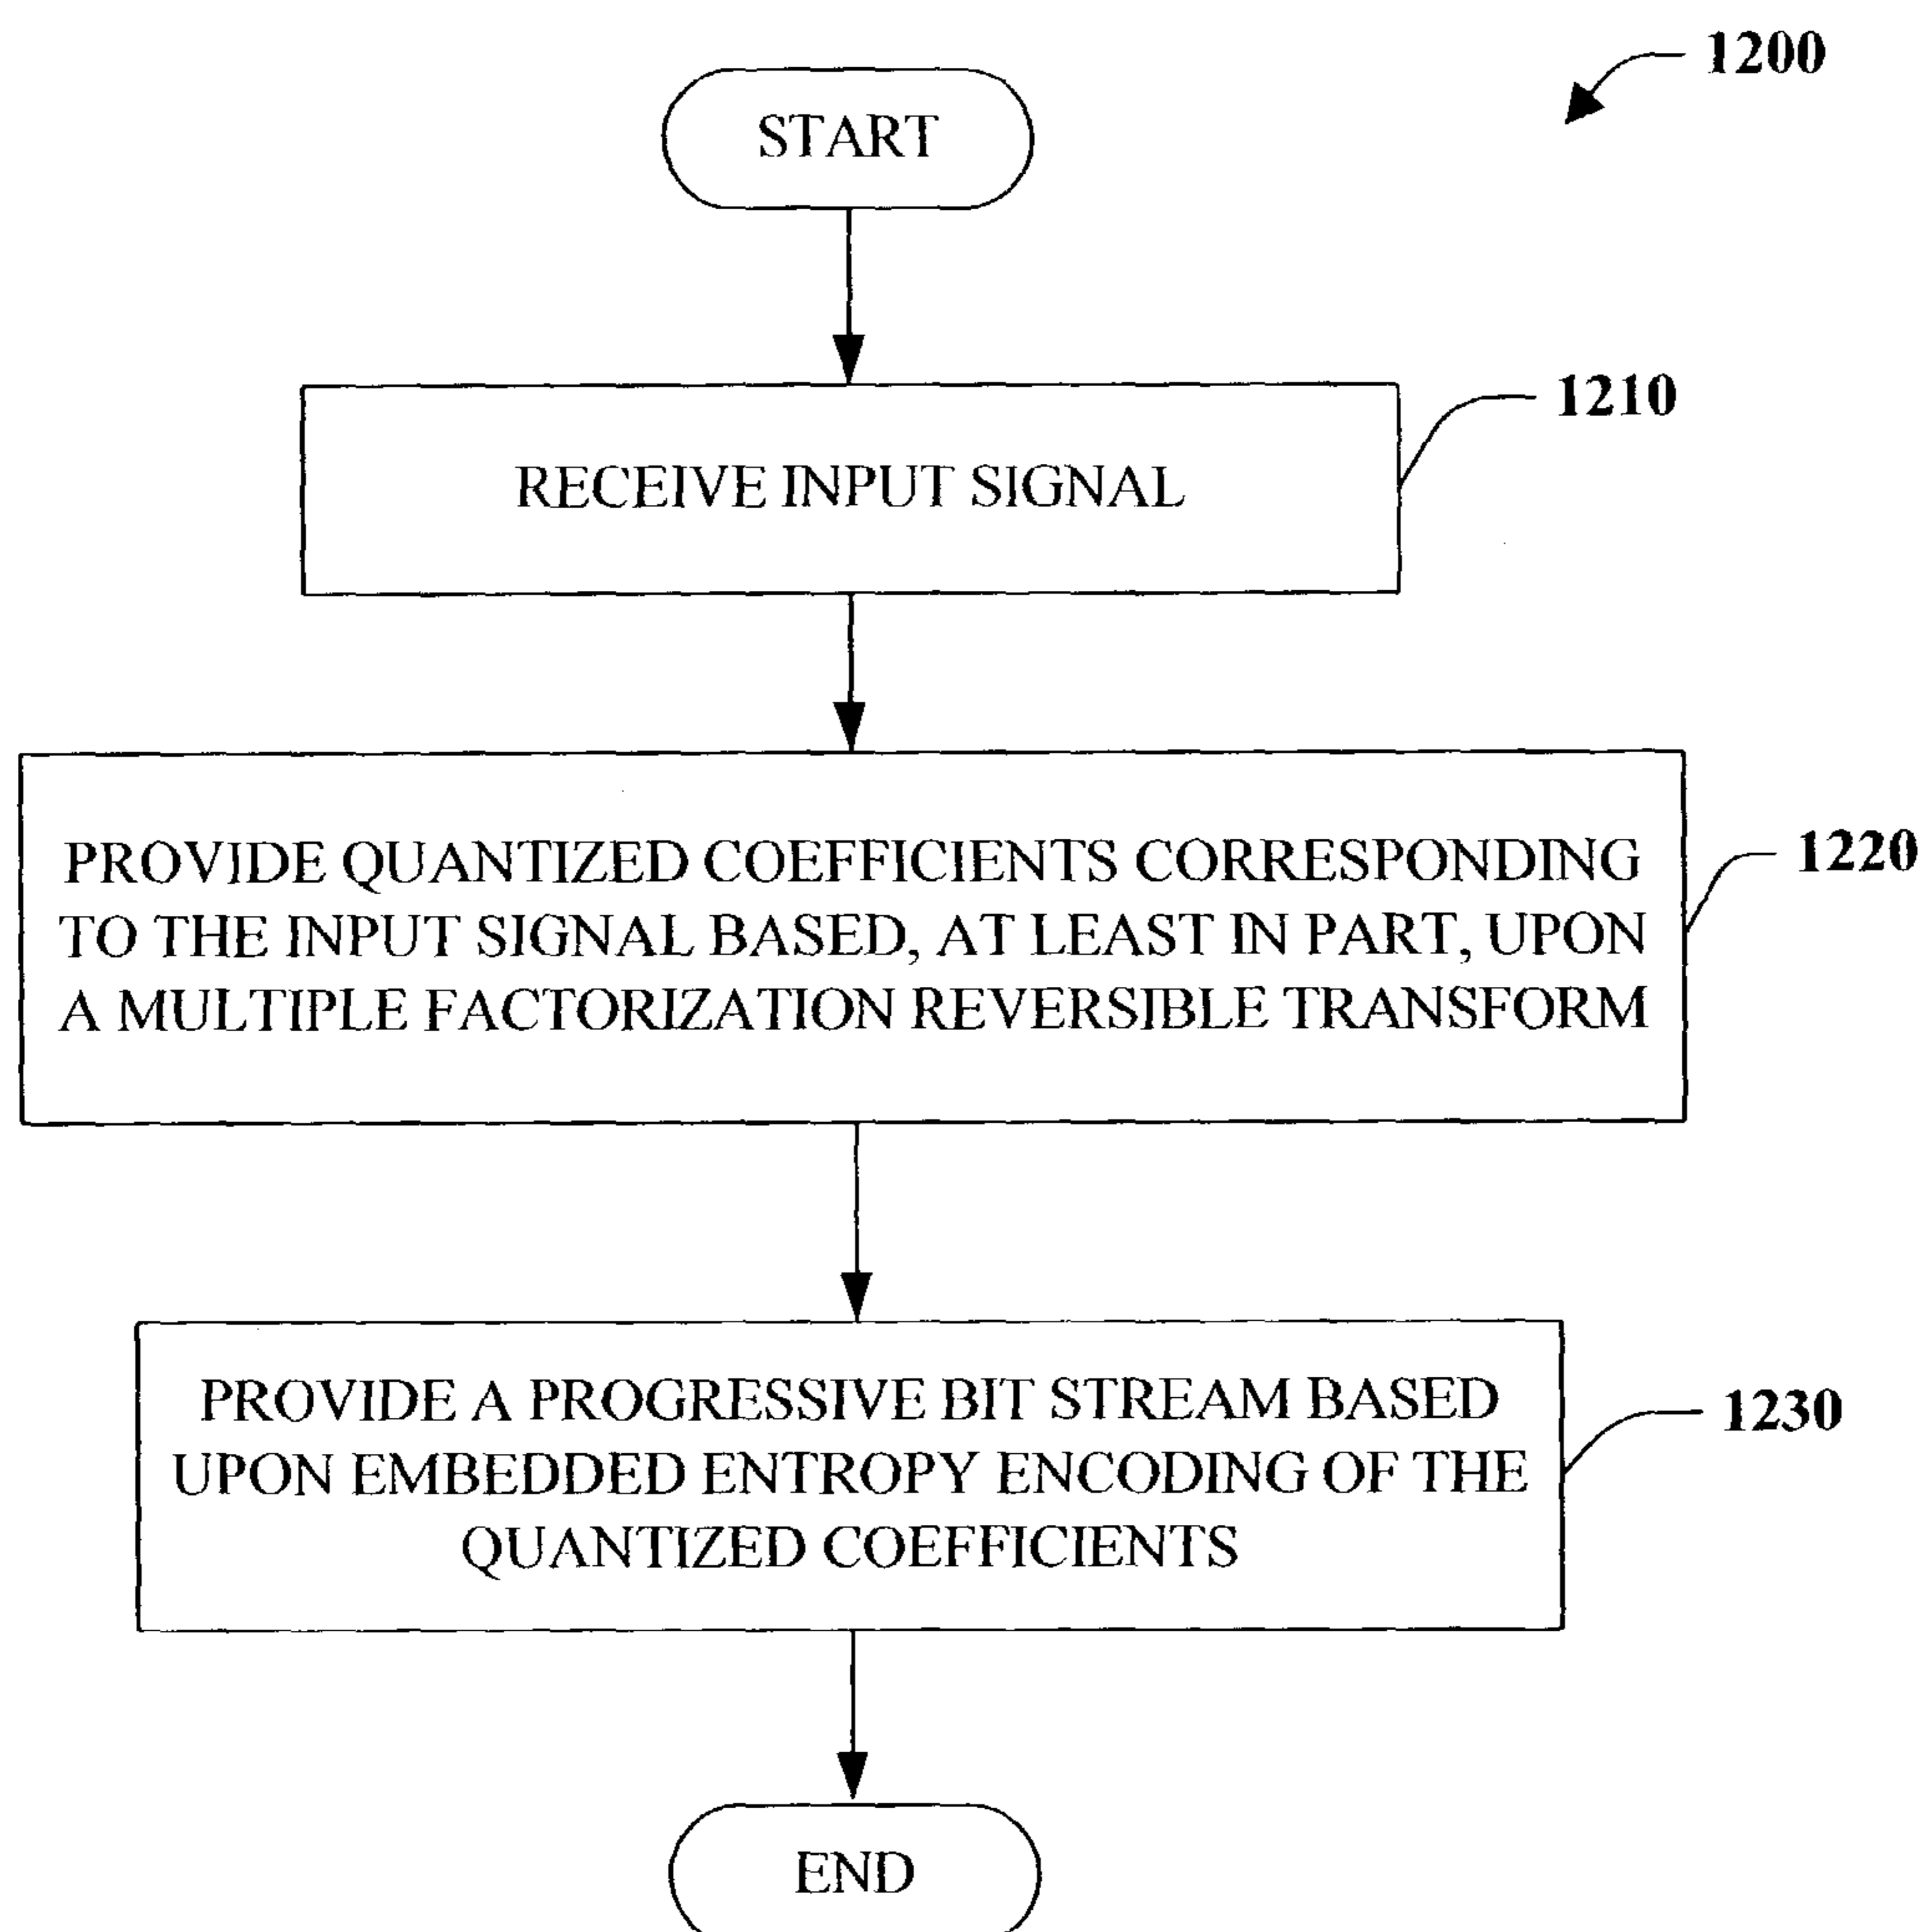 1200
START
1210
RECEIVE INPUT SIGNAL
1220
PROVIDE QUANTIZED COEFFICIENTS CORRESPONDING
TO THE INPUT SIGNAL BASED, AT LEAST IN PART, UPON
A MULTIPLE FACTORIZATION REVERSIBLE TRANSFORM
1230
PROVIDE A PROGRESSIVE BIT STREAM BASED
UPON EMBEDDED ENTROPY ENCODING OF THE
QUANTIZED COEFFICIENTS
END